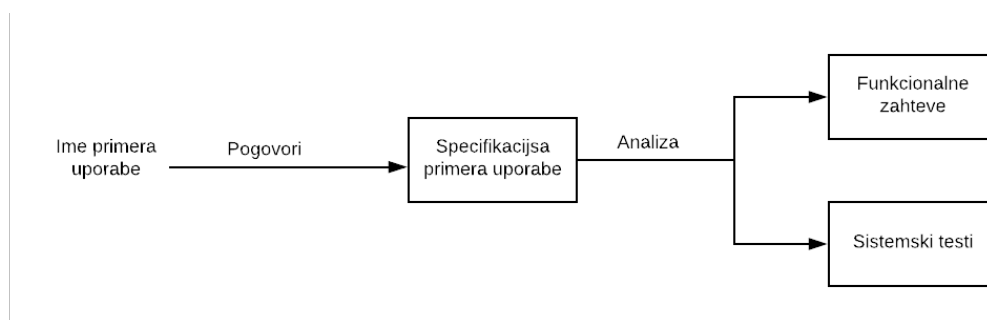 Ime primera
uporabe
Pogovori
Specifikacijsa
primera uporabe
Analiza
Funkcionalne
zahteve
Sistemski testi